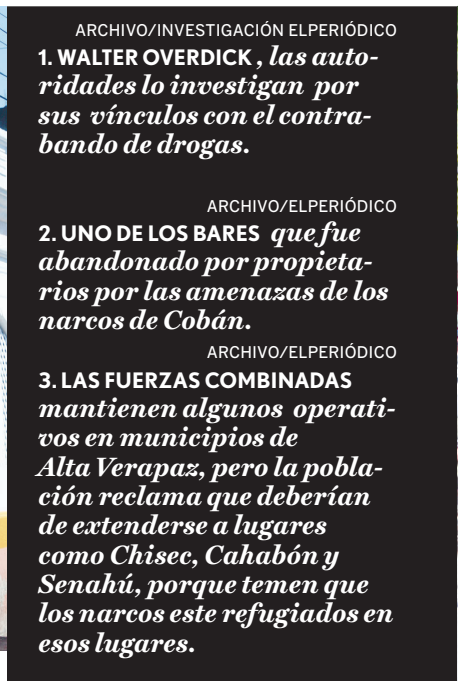 ARCHIVO/INVESTIGACIÓN ELPERIÓDICO
1. WALTER OVERDICK , las auto-
ridades lo investigan por
sus vínculos con el contra-
bando de drogas.
ARCHIVO/ELPERIÓDICO
2. UNO DE LOS BARES que fue
abandonado por propieta-
rios por las amenazas de los
narcos de Cobán.
ARCHIVO/ELPERIÓDICO
3. LAS FUERZAS COMBINADAS
mantienen algunos operati-
vos en municipios de
Alta Verapaz, pero la pobla-
ción reclama que deberían
de extenderse a lugares
como Chisec, Cahabón y
Senahú, porque temen que
los narcos este refugiados en
esos lugares.